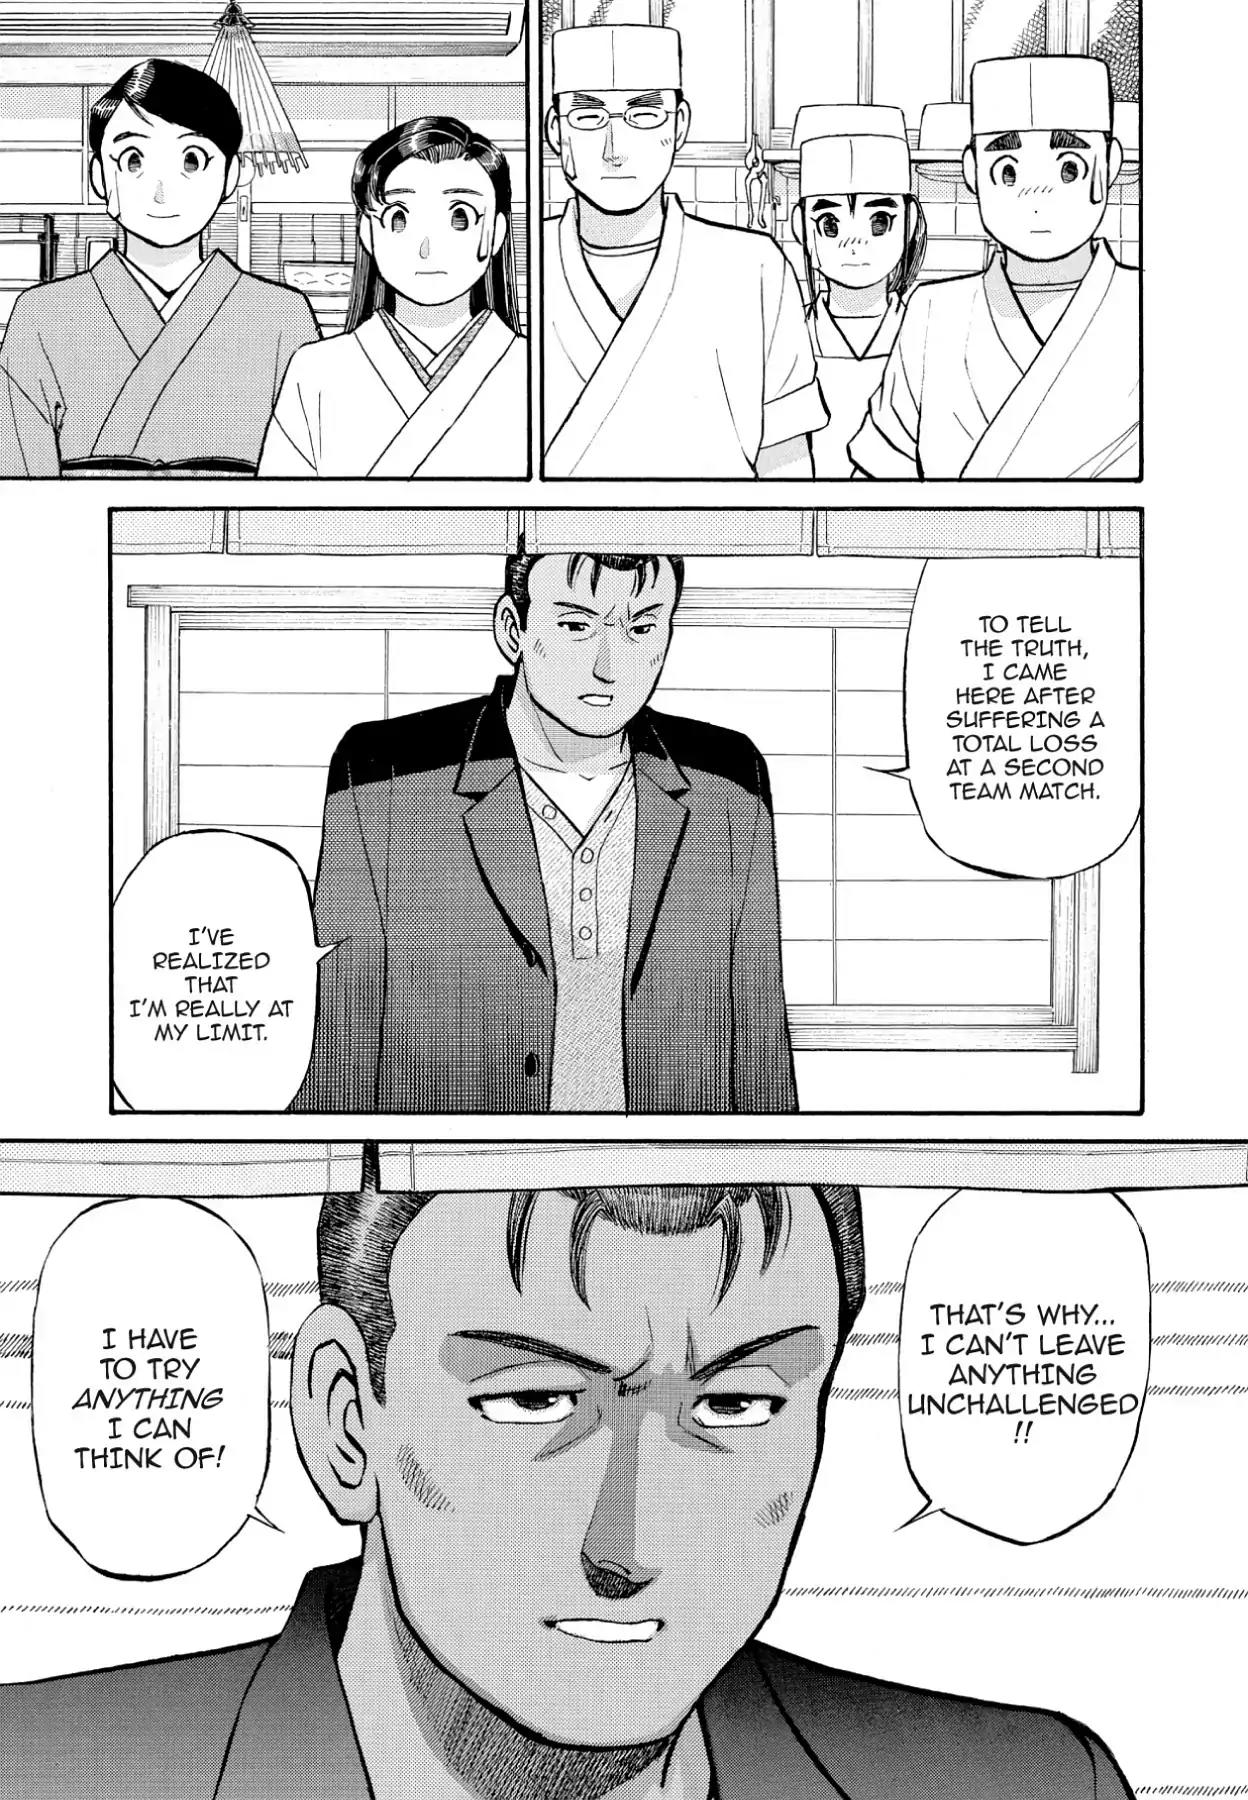 TO TELL
THE TRUTH,
I CAME
HERE AFTER
SUFFERING A
TOTAL LOSS
AT A SECOND
TEAM MATCH.
I'VE
REALIZED
THAT
I'M REALLY AT
MY LIMIT.
THAT'S WHY...
I CAN'T LEAVE
ANYTHING
UNCHALLENGED
!!
I HAVE
TO TRY
ANYTHING
I CAN
THINK OF!